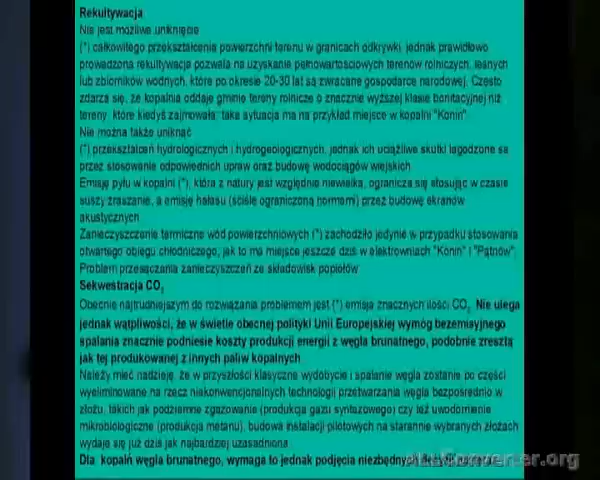 Rekultywacja
Nie jest możliwe uniknięcie
(*) całkowitego przekształcenia powierzchni terenu w granicach odkrywki, jednak prawidłowo
prowadzona rekultywacja pozwala na uzyskanie pełnowartościowych terenów rolniczych, leśnych
lub zbiorników wodnych, które po okresie 20-30 lat są zwracane gospodarce narodowej. Często
zdarza się, że kopalnia oddaje gminie tereny rolnicze o znacznie wyższej klasie bonitacyjnej niż
tereny, które kiedyś zajmowała: taka sytuacja ma na przykład miejsce w kopalni "Konin".
Nie można także uniknąć
(*) przekształceń hydrologicznych i hydrogeologicznych, jednak ich uciążliwe skutki łagodzone są
przez stosowanie odpowiednich upraw oraz budowę wodociągów wiejskich.
Emisję pyłu w kopalni (*), która z natury jest względnie niewielka, ogranicza się stosując w czasie
suszy zraszanie, a emisję hałasu (ściśle ograniczoną normami) przez budowę ekranów
akustycznych.
Zanieczyszczenie termiczne wód powierzchniowych (*) zachodziło jedynie w przypadku stosowania
otwartego obiegu chłodniczego, jak to ma miejsce jeszcze dziś w elektrowniach "Konin" i "Pątnów".
Problem przesączania zanieczyszczeń ze składowisk popiołów.
Sekwestracja CO2
Obecnie najtrudniejszym do rozwiązania problemem jest (*) emisja znacznych ilości CO2. Nie ulega
jednak wątpliwości, że w świetle obecnej polityki Unii Europejskiej wymóg bezemisyjnego
spalania znacznie podniesie koszty produkcji energii z węgla brunatnego, podobnie zresztą
jak tej produkowanej z innych paliw kopalnych.
Należy mieć nadzieję, że w przyszłości klasyczne wydobycie i spalanie węgla zostanie po części
wyeliminowane na rzecz niekonwencjonalnych technologii przetwarzania węgla bezpośrednio w
złożu, takich jak podziemne zgazowanie (produkcja gazu syntazowego) czy też uwodornienie
mikrobiologiczne (produkcja metanu), budowa instalacji pilotowych na starannie wybranych złożach
wydaje się już dziś jak najbardziej uzasadniona.
Dla kopalń węgla brunatnego, wymaga to jednak podjęcia niezbędnych